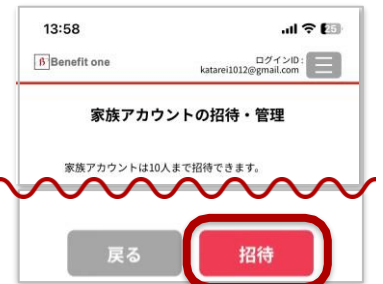 13:58
25
Benefit one
ログインID:
katarei1012@gmail.com
家族アカウントの招待・管理
家族アカウントは10人まで招待できます。
戻る
招待